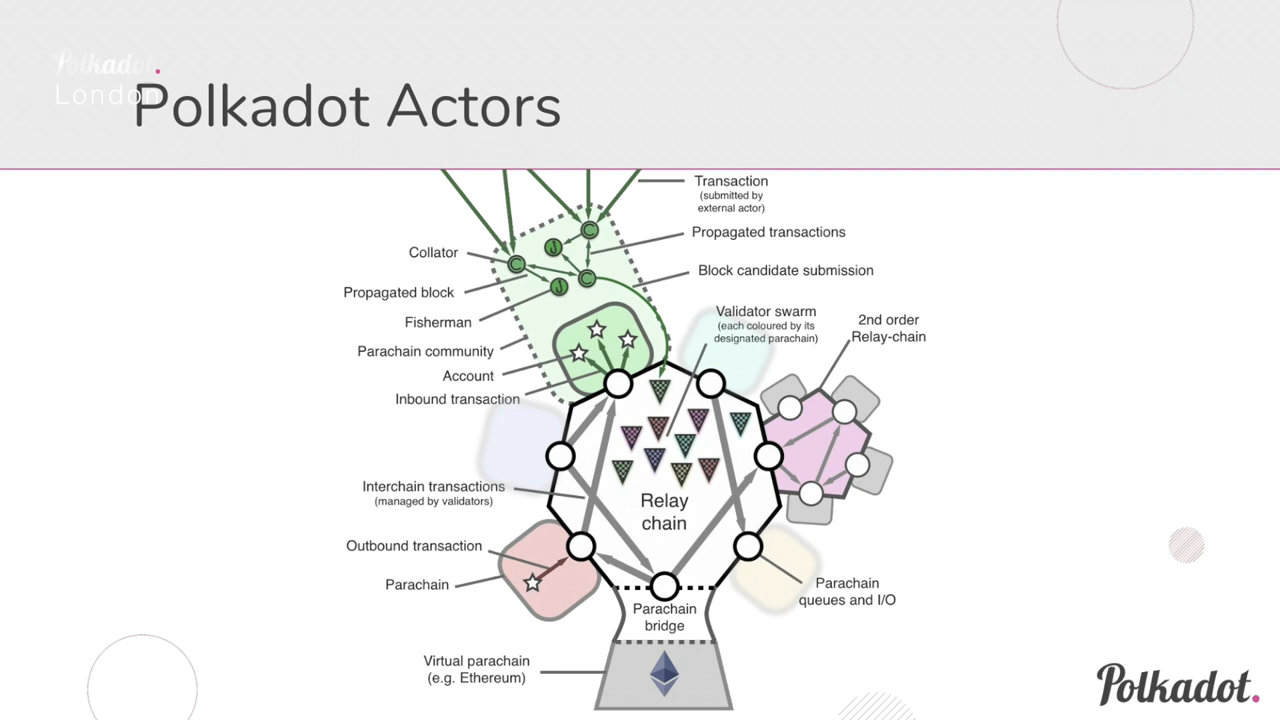 Polkadot.
London
Polkadot Actors
Transaction
(submitted by
external actor)
Propagated transactions
Block candidate submission
Collator
Propagated block
Fisherman
Parachain community
Account
Inbound transaction
C
J
C
C
J
Validator swarm
(each coloured by its
designated parachain)
2nd order
Relay-chain
Interchain transactions
(managed by validators)
Relay
chain
Outbound transaction
Parachain
Parachain
queues and I/O
Parachain
bridge
Virtual parachain
(e.g. Ethereum)
Polkadot.